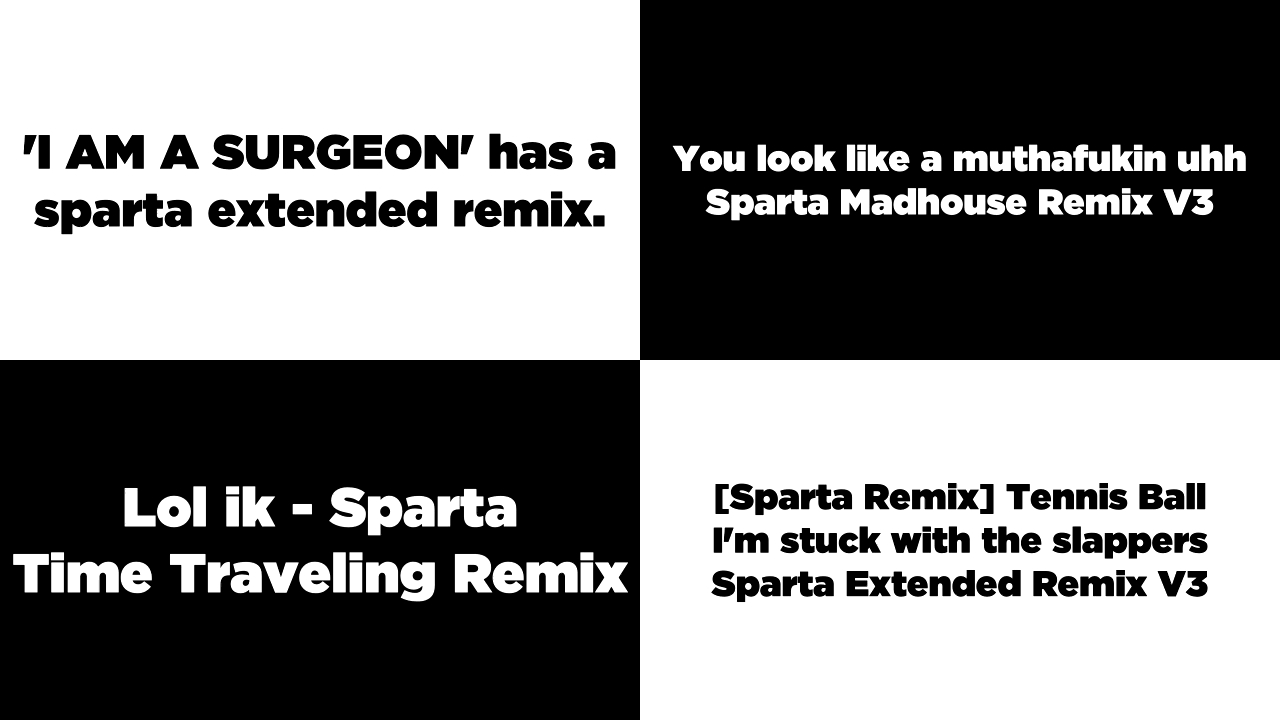 'I AM A SURGEON' has a
sparta extended remix.
You look like a muthafukin uhh
Sparta Madhouse Remix V3
Lol ik - Sparta
Time Traveling Remix
[Sparta Remix] Tennis Ball
I'm stuck with the slappers
Sparta Extended Remix V3